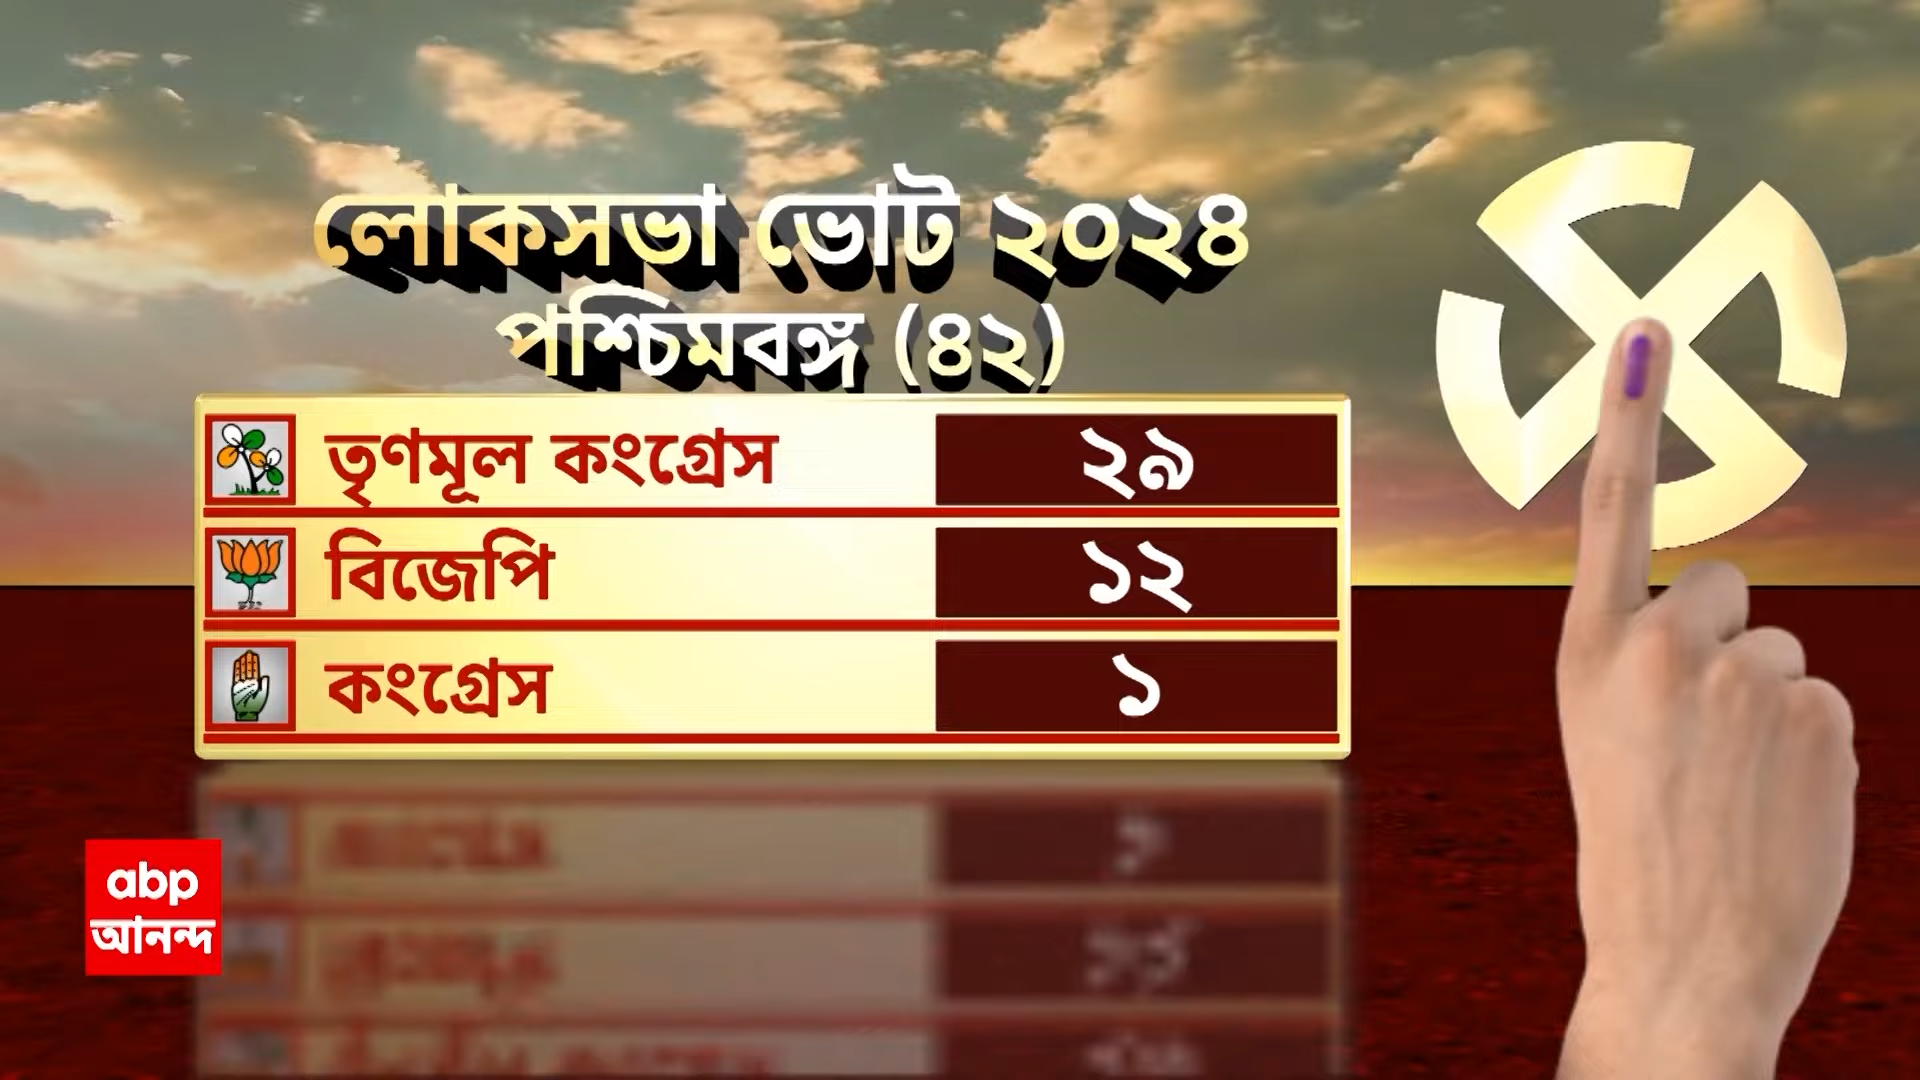 লোকসভা ভোট ২০২৪
পশ্চিমবঙ্গ (৪২)
তৃণমূল কংগ্রেস ২৯
বিজেপি ১২
কংগ্রেস ১
abp
আনন্দ